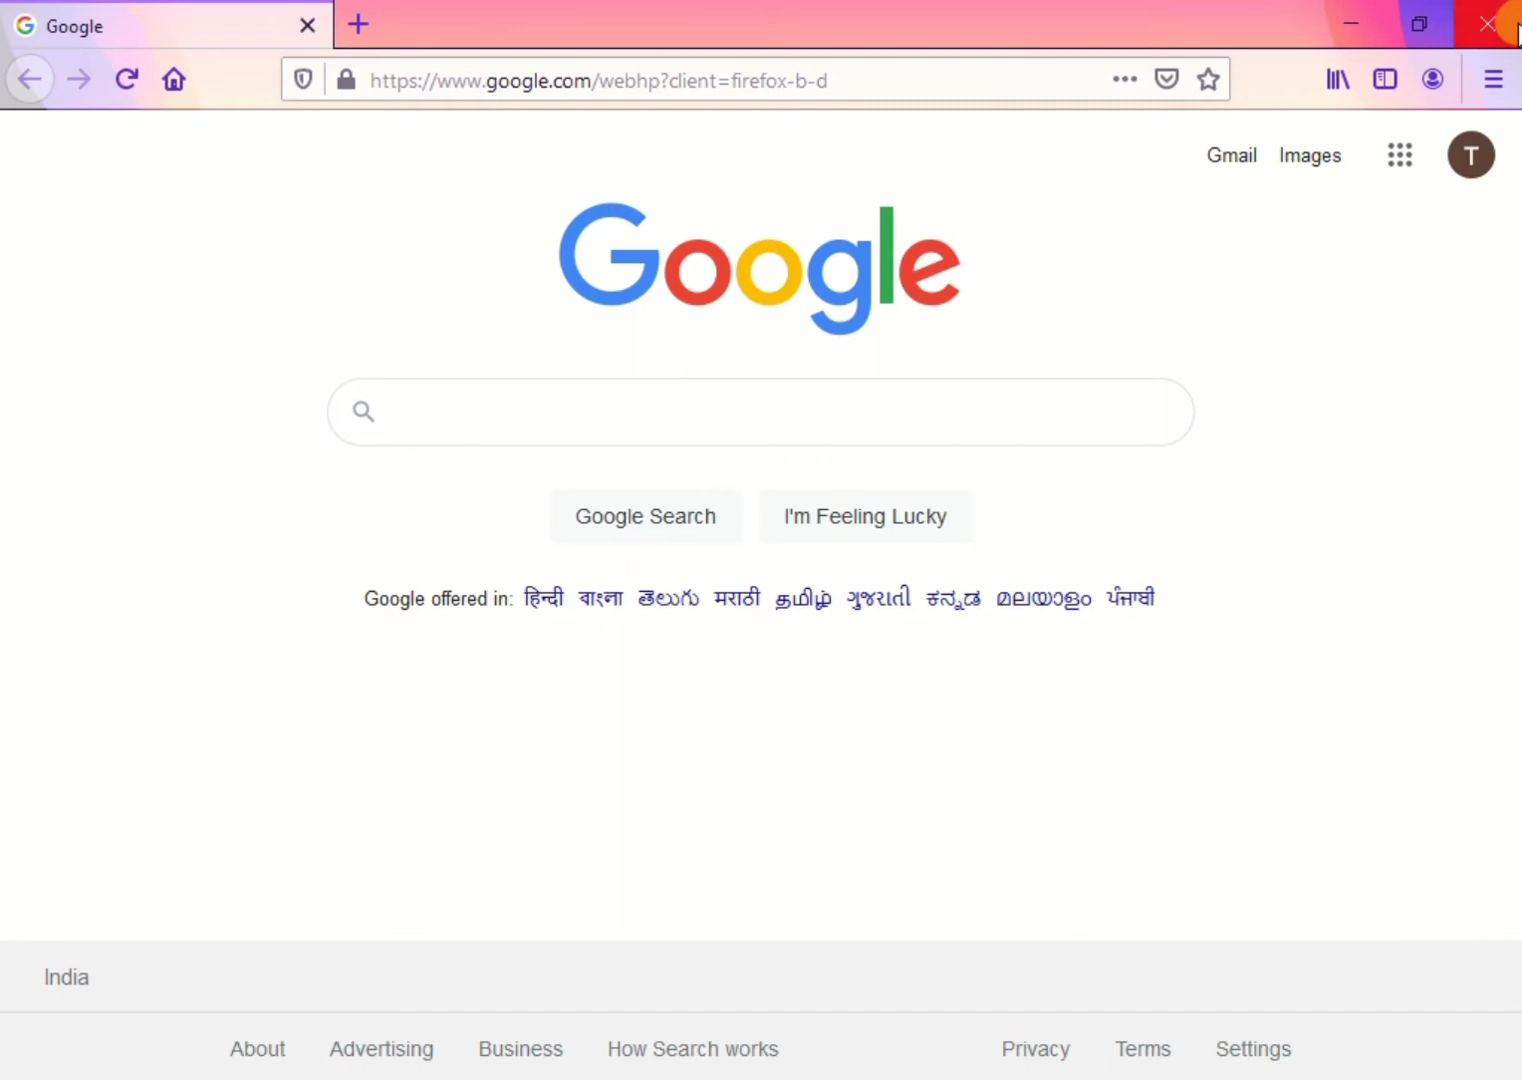 Google
https://www.google.com/webhp?client=firefox-b-d
Gmail Images T
Google
Google Search I'm Feeling Lucky
Google offered in: हिन्दी বাংলা తెలుగు मराठी தமிழ் ગુજરાતી ಕನ್ನಡ മലയാളം ਪੰਜਾਬੀ
India
About Advertising Business How Search works Privacy Terms Settings